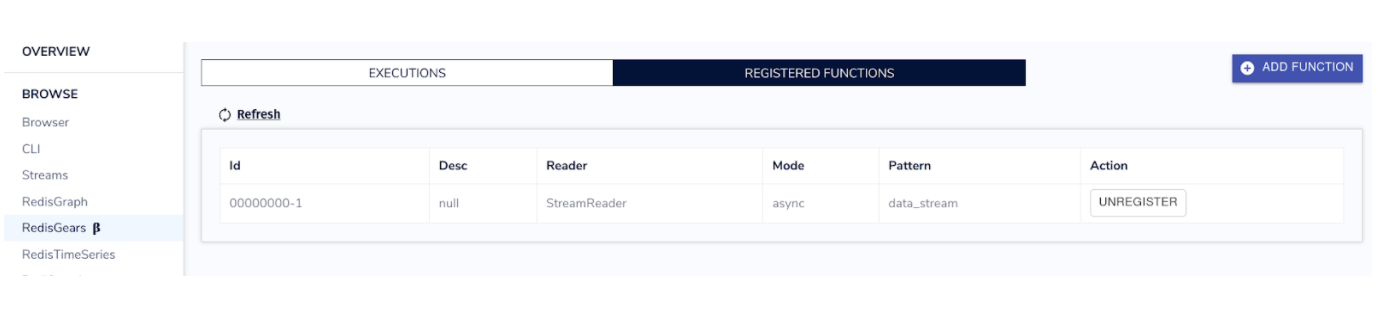 OVERVIEW
BROWSE
Browser
CLI
Streams
RedisGraph
RedisGears β
RedisTimeSeries
EXECUTIONS
REGISTERED FUNCTIONS
ADD FUNCTION
Refresh
Id Desc Reader Mode Pattern Action
00000000-1 null StreamReader async data_stream UNREGISTER